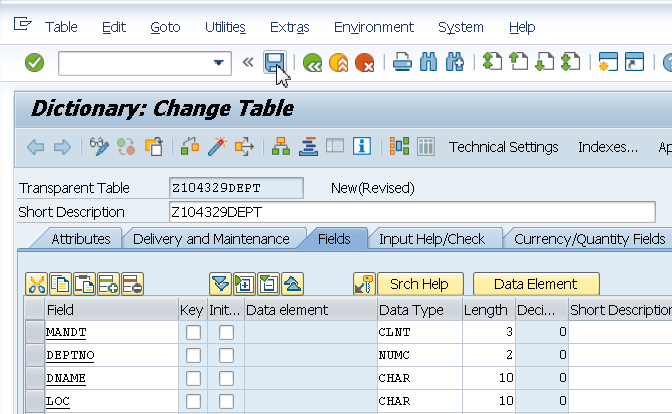 Table Edit Goto Utilities Extras Environment System Help
Dictionary: Change Table
Technical Settings Indexes... Ap
Transparent Table Z104329DEPT New(Revised)
Short Description Z104329DEPT
Attributes Delivery and Maintenance Fields Input Help/Check Currency/Quantity Fields
Srch Help Data Element
Field Key Init... Data element Data Type Length Deci... Short Description
MANDT CLNT 3 0
DEPTNO NUMC 2 0
DNAME CHAR 10 0
LOC CHAR 10 0